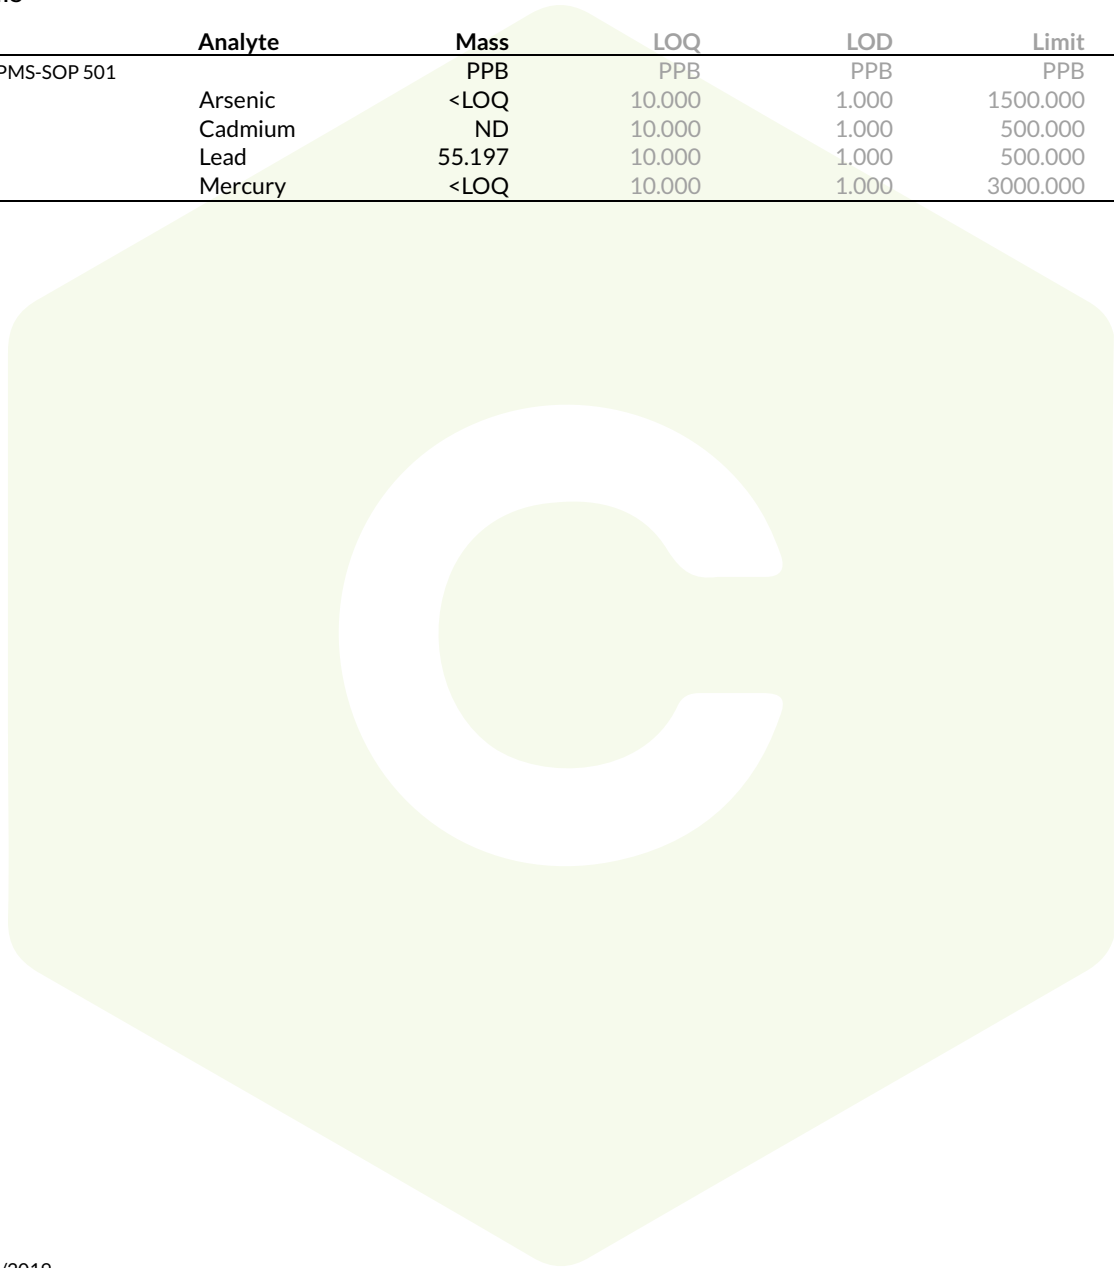 Analyte Mass LOQ LOD Limit
PMS-SOP 501 PPB PPB PPB PPB
Arsenic <LOQ 10.000 1.000 1500.000
Cadmium ND 10.000 1.000 500.000
Lead 55.197 10.000 1.000 500.000
Mercury <LOQ 10.000 1.000 3000.000
C